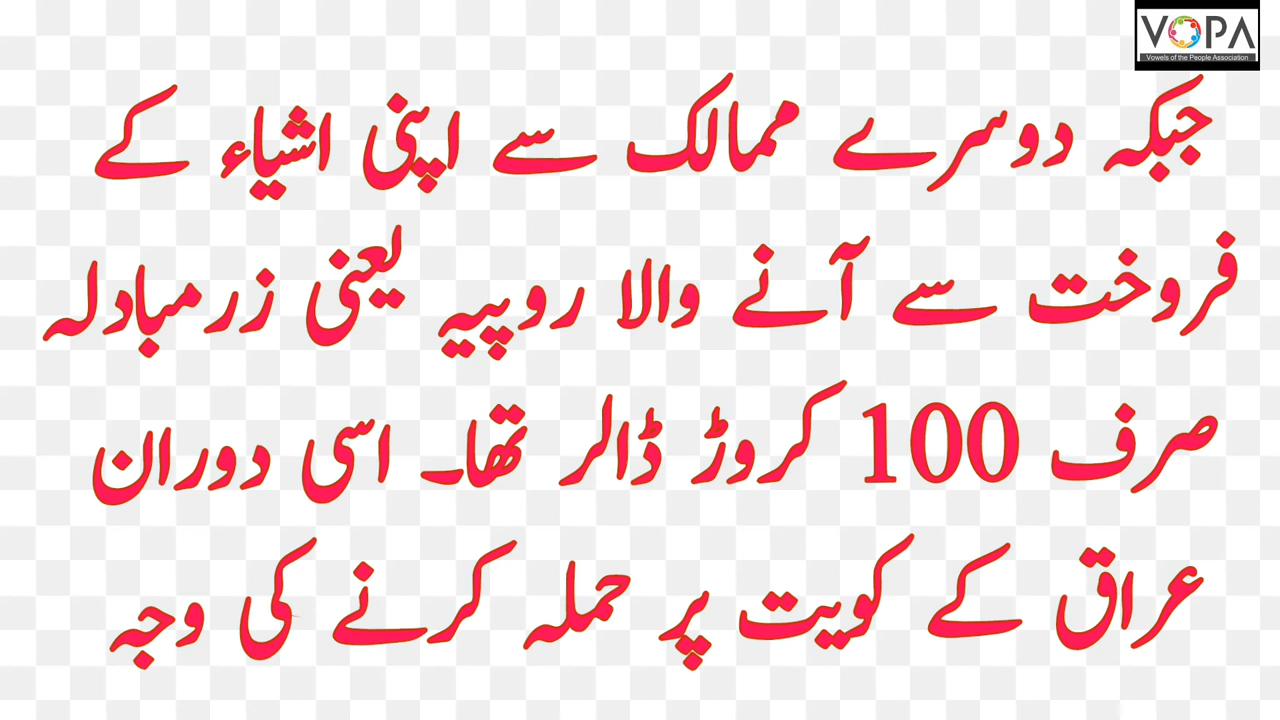 VOPA
Vowels of the People Association
جبکہ دوسرے ممالک سے اپنی اشیاء کے
فروخت سے آنے والا روپیہ یعنی زرمبادلہ
صرف 100 کروڑ ڈالر تھا۔ اسی دوران
عراق کے کویت پر حملہ کرنے کی وجہ